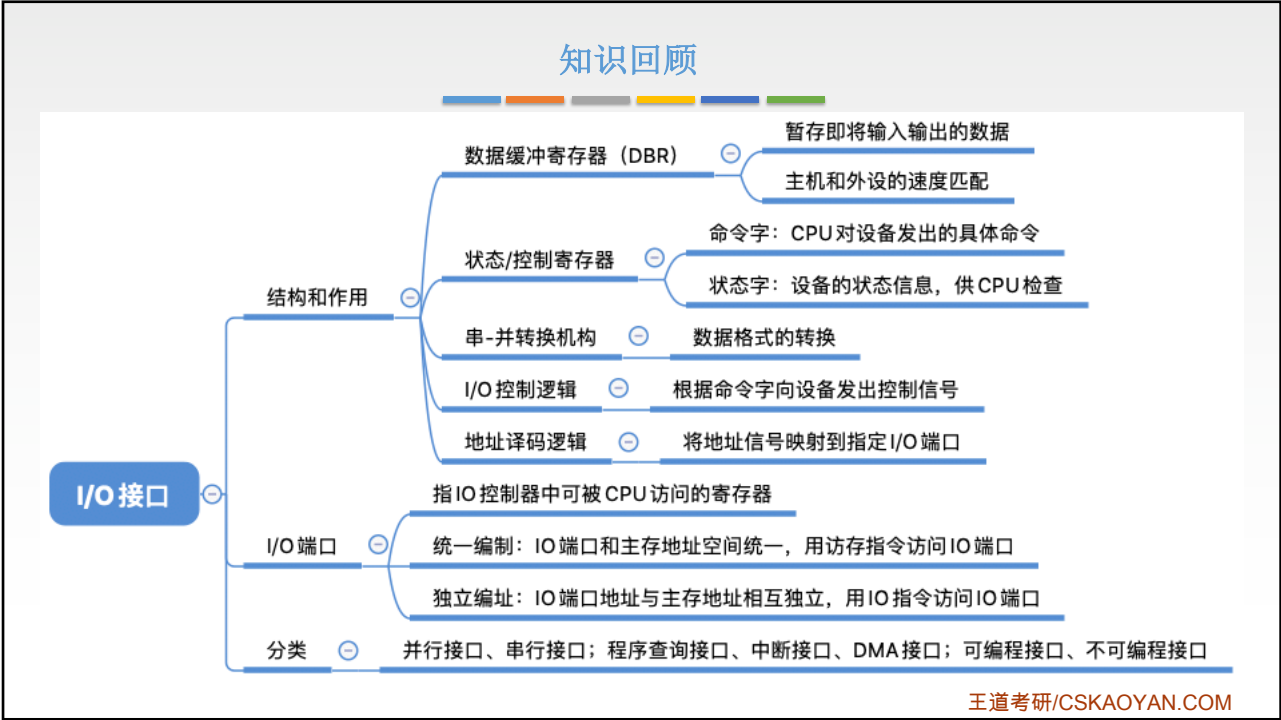 知识回顾
暂存即将输入输出的数据
数据缓冲寄存器（DBR）
主机和外设的速度匹配
命令字：CPU对设备发出的具体命令
状态/控制寄存器
状态字：设备的状态信息，供CPU检查
结构和作用
串-并转换机构
数据格式的转换
I/O控制逻辑
根据命令字向设备发出控制信号
地址译码逻辑
将地址信号映射到指定I/O端口
I/O接口
指IO控制器中可被CPU访问的寄存器
I/O端口
统一编制：IO端口和主存地址空间统一，用访存指令访问IO端口
独立编址：IO端口地址与主存地址相互独立，用IO指令访问IO端口
分类
并行接口、串行接口；程序查询接口、中断接口、DMA接口；可编程接口、不可编程接口
王道考研/CSKAOYAN.COM